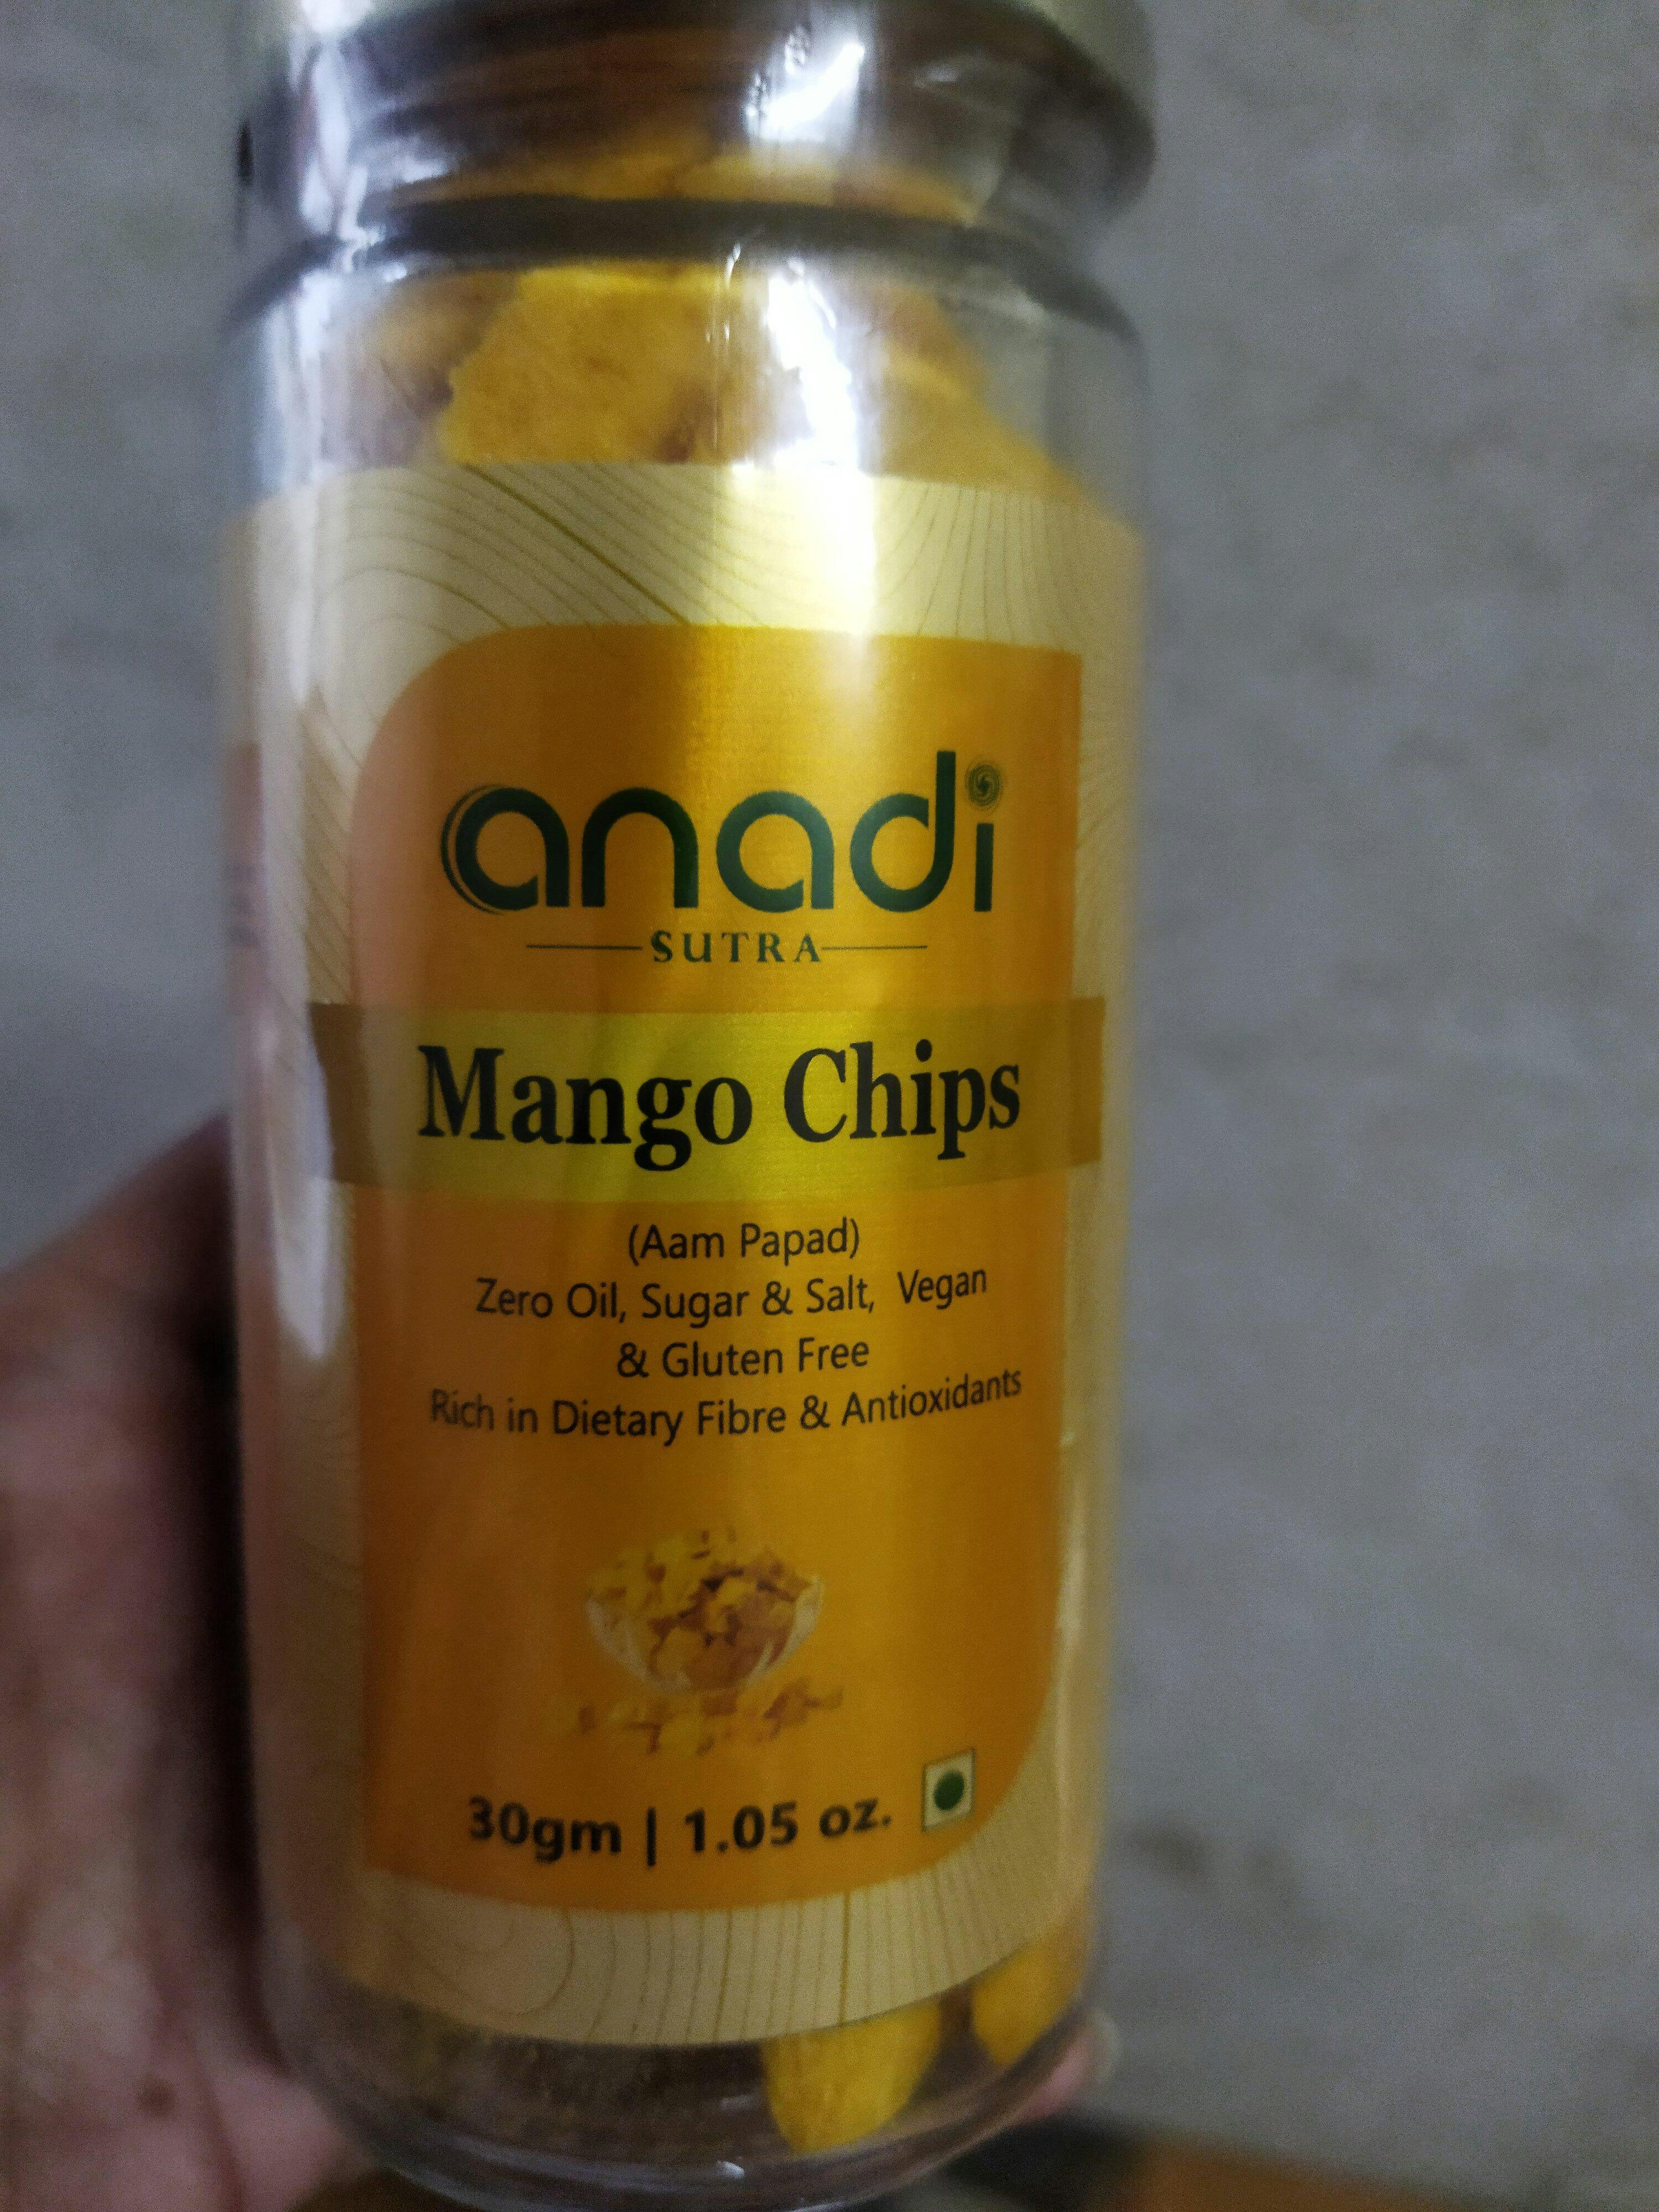 anadi
SUTRA
Mango Chips
(Aam Papad)
Zero Oil, Sugar & Salt, Vegan
& Gluten Free
Rich in Dietary Fibre & Antioxidants
30gm | 1.05 oz.